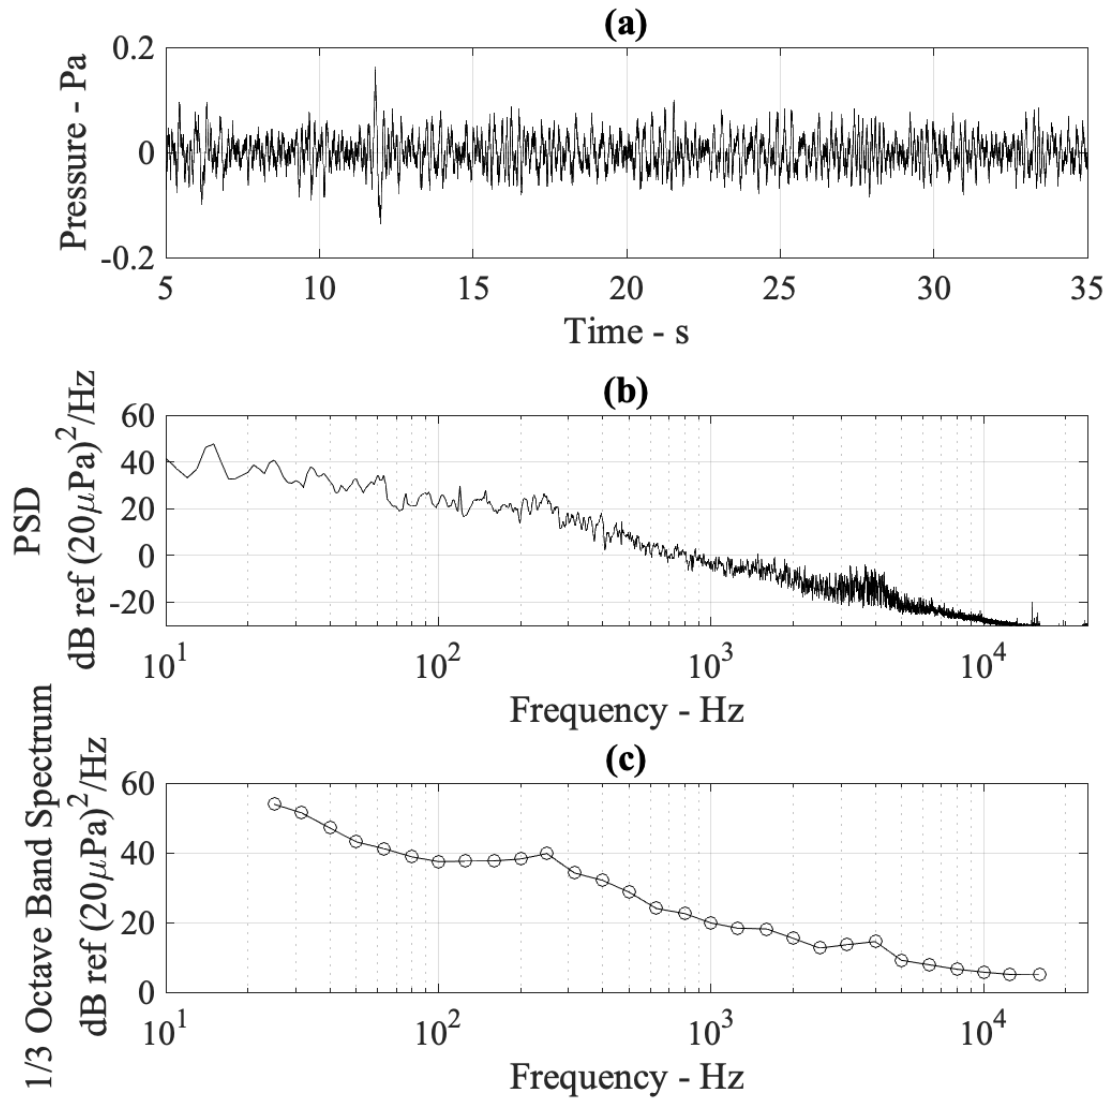 (a)
Pressure - Pa
0.2
0
-0.2
5 10 15 20 25 30 35
Time - s
(b)
PSD
dB ref (20μPa)²/Hz
60
40
20
0
-20
10¹ 10² 10³ 10⁴
Frequency - Hz
(c)
1/3 Octave Band Spectrum
dB ref (20μPa)²/Hz
60
40
20
0
10¹ 10² 10³ 10⁴
Frequency - Hz